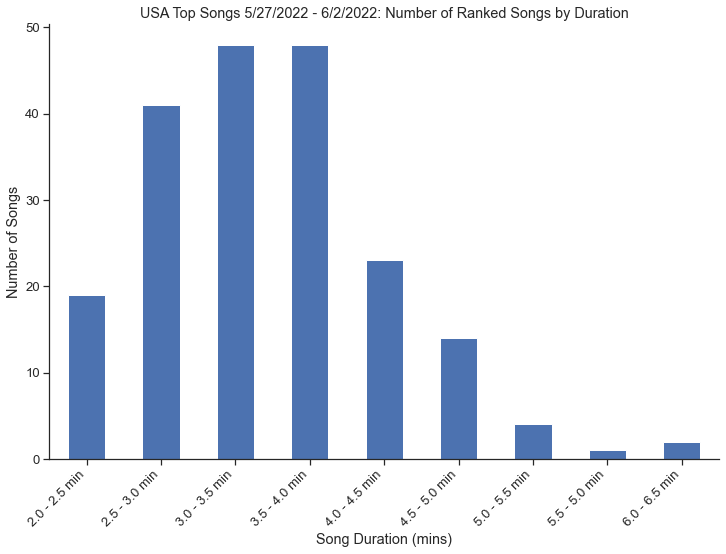 USA Top Songs 5/27/2022 - 6/2/2022: Number of Ranked Songs by Duration
Number of Songs
50
40
30
20
10
0
2.0 - 2.5 min
2.5 - 3.0 min
3.0 - 3.5 min
3.5 - 4.0 min
4.0 - 4.5 min
4.5 - 5.0 min
5.0 - 5.5 min
5.5 - 5.0 min
6.0 - 6.5 min
Song Duration (mins)